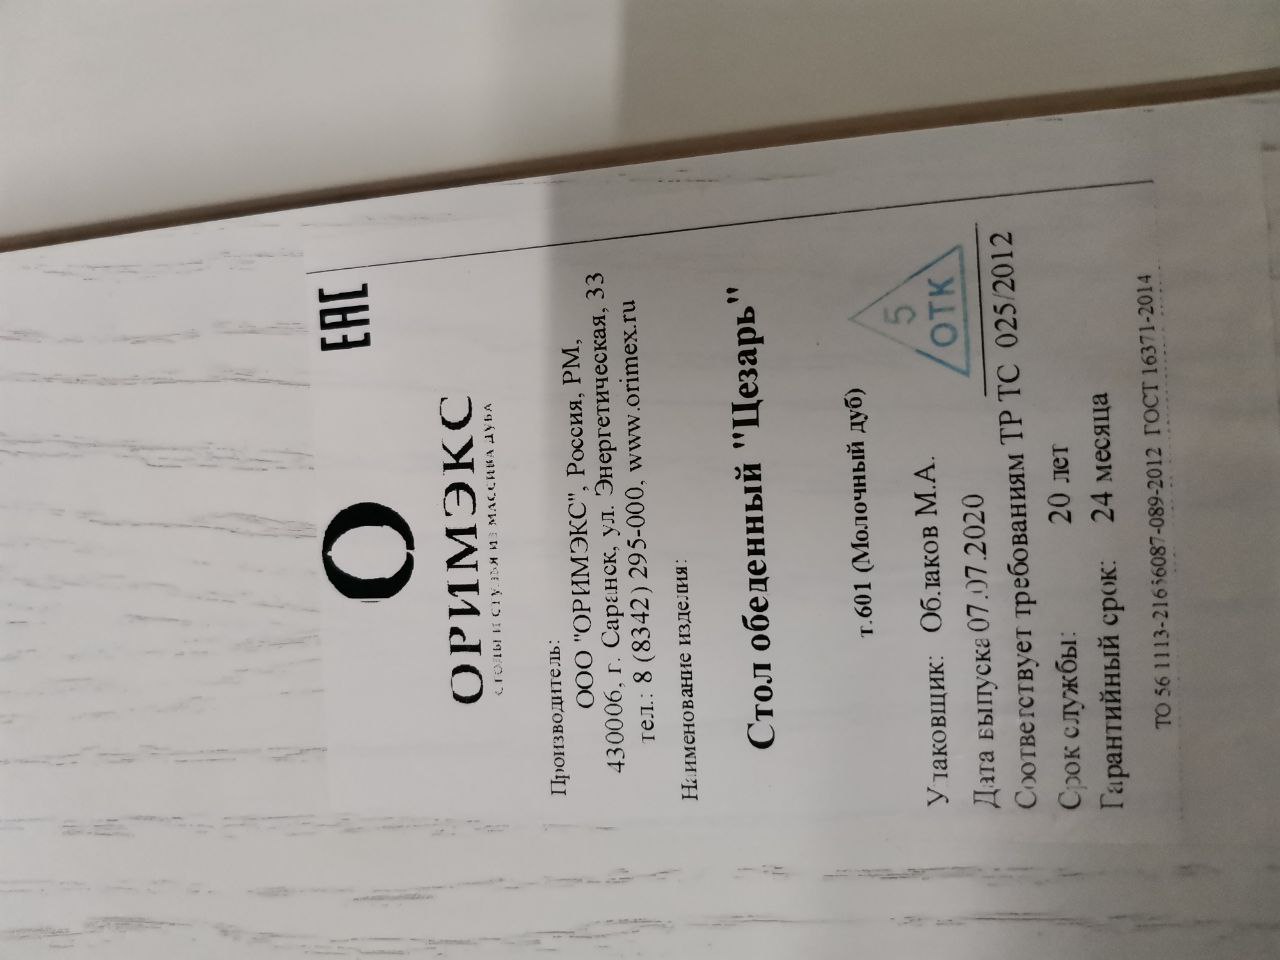 EAC
О
ОРИМЭКС
СТОЛЫ И СТУЛЬЯ ИЗ МАССИВА ДУБА
Производитель:
ООО "ОРИМЭКС", Россия, РМ,
430006, г. Саранск, ул. Энергетическая, 33
тел.: 8 (8342) 295-000, www.orimex.ru
Наименование изделия:
Стол обеденный "Цезарь"
т.601 (Молочный дуб)
Упаковщик: Облаков М.А.
5
ОТК
Дата выпуска 07.07.2020
Соответствует требованиям ТР ТС 025/2012
Срок службы: 20 лет
Гарантийный срок: 24 месяца
ТО 56 1113-21656087-089-2012 ГОСТ 16371-2014